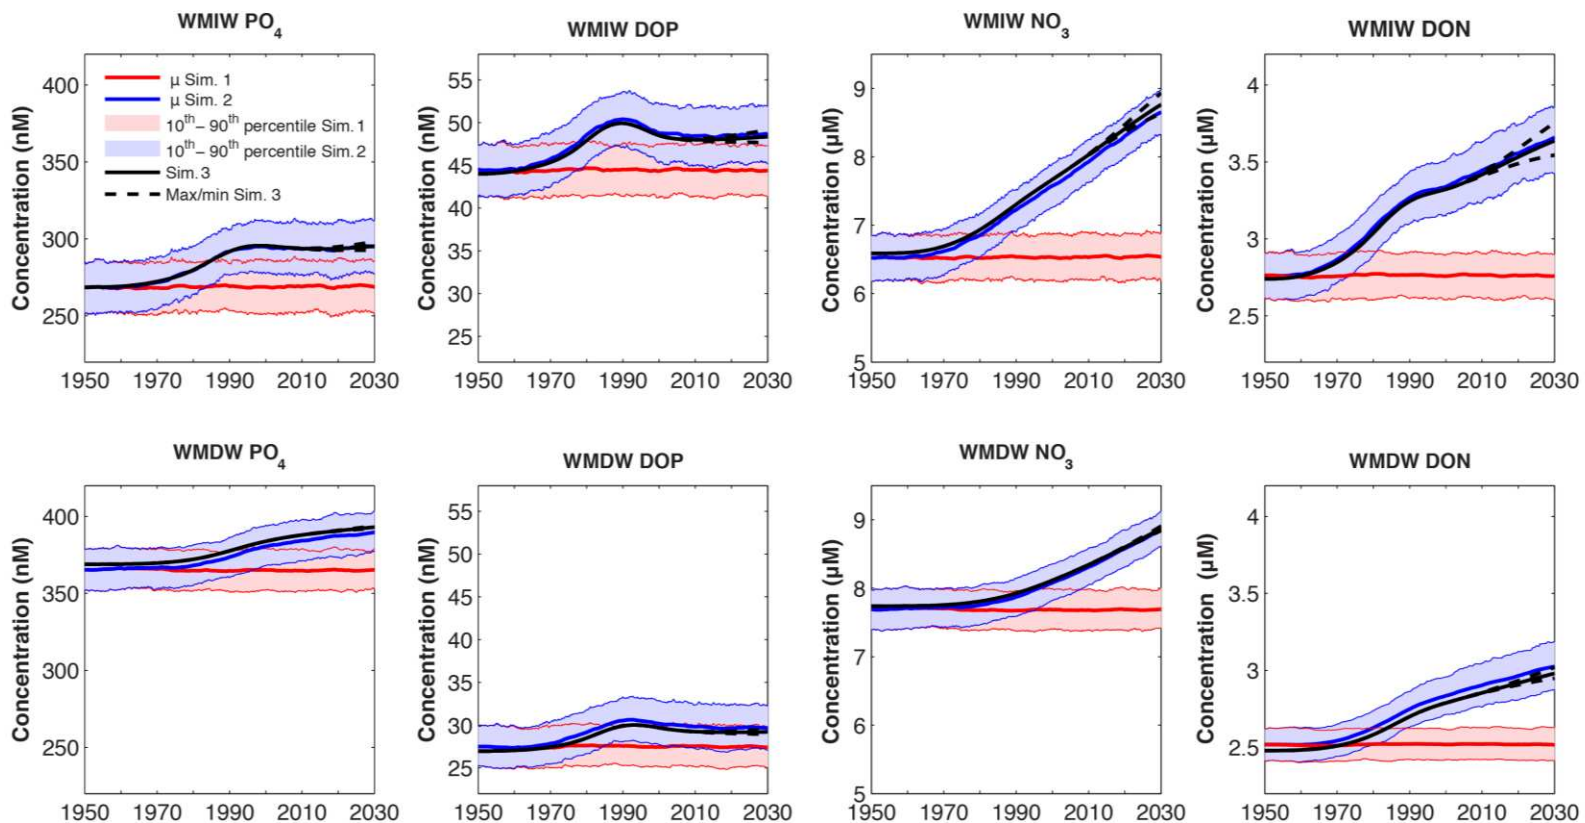 WMIW PO4
WMIW DOP
WMIW NO3
WMIW DON
Concentration (nM)
400
350
300
250
μ Sim. 1
μ Sim. 2
10th – 90th percentile Sim. 1
10th – 90th percentile Sim. 2
Sim. 3
Max/min Sim. 3
1950 1970 1990 2010 2030
Concentration (nM)
55
50
45
40
35
30
25
1950 1970 1990 2010 2030
Concentration (μM)
9
8
7
6
5
1950 1970 1990 2010 2030
Concentration (μM)
4
3.5
3
2.5
1950 1970 1990 2010 2030
WMDW PO4
WMDW DOP
WMDW NO3
WMDW DON
Concentration (nM)
400
350
300
250
1950 1970 1990 2010 2030
Concentration (nM)
55
50
45
40
35
30
25
1950 1970 1990 2010 2030
Concentration (μM)
9
8
7
6
5
1950 1970 1990 2010 2030
Concentration (μM)
4
3.5
3
2.5
1950 1970 1990 2010 2030